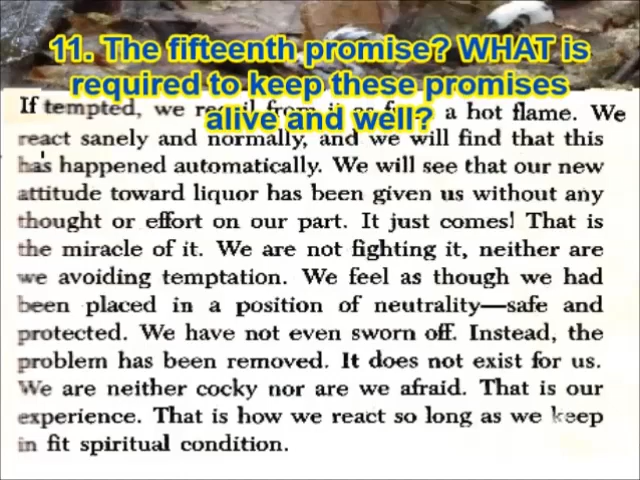 11. The fifteenth promise? WHAT is
required to keep these promises
alive and well?
If tempted, we from a hot flame. We
react sanely and normally, and we will find that this
has happened automatically. We will see that our new
attitude toward liquor has been given us without any
thought or effort on our part. It just comes! That is
the miracle of it. We are not fighting it, neither are
we avoiding temptation. We feel as though we had
been placed in a position of neutrality—safe and
protected. We have not even sworn off. Instead, the
problem has been removed. It does not exist for us.
We are neither cocky nor are we afraid. That is our
experience. That is how we react so long as we keep
in fit spiritual condition.